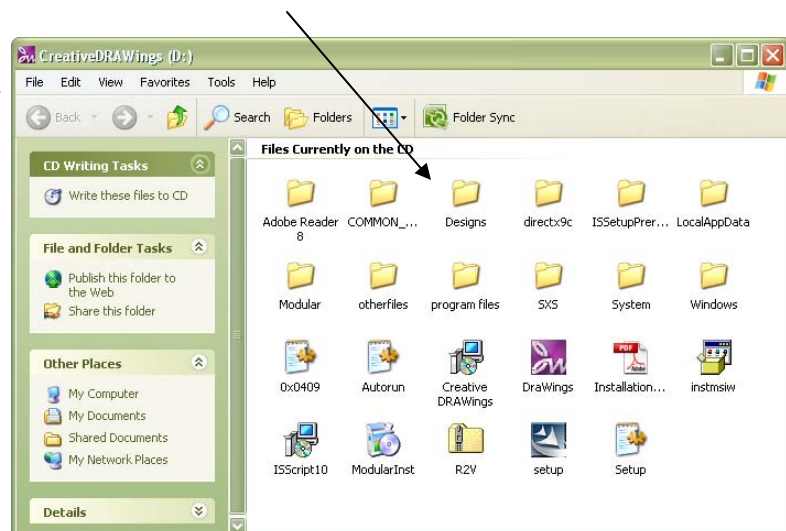 CreativeDRAWings (D:)
File Edit View Favorites Tools Help
Back Search Folders Folder Sync
Files Currently on the CD
CD Writing Tasks
Write these files to CD
File and Folder Tasks
Publish this folder to
the Web
Share this folder
Other Places
My Computer
My Documents
Shared Documents
My Network Places
Details
Adobe Reader
8
COMMON_...
Designs
directx9c
ISSetupPrer...
LocalAppData
Modular
otherfiles
program files
SXS
System
Windows
0x0409
Autorun
Creative
DRAWings
DraWings
PDF
Adobe
Installation...
instmsiw
ISScript10
ModularInst
R2V
setup
Setup